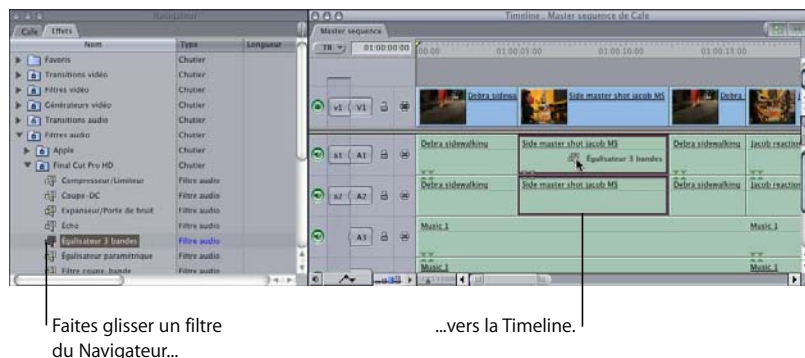 Navigateur
Cafe Effets
Nom Type Longueur
Favoris Chutier
Transitions vidéo Chutier
Filtres vidéo Chutier
Générateurs vidéo Chutier
Transitions audio Chutier
Filtres audio Chutier
Apple Chutier
Final Cut Pro HD Chutier
Compresseur/Limiteur Filtre audio
Coupe-DC Filtre audio
Expanseur/Porte de bruit Filtre audio
Écho Filtre audio
Égalisateur 3 bandes Filtre audio
Égalisateur paramétrique Filtre audio
Filtre coupe-bande Filtre audio
Timeline : Master sequence de Cafe
Master sequence
TR 01:00:00:00 00:00 01:00:05:00 01:00:10:00 01:00:15:00
v1 V1 Debra sidewa Side master shot jacob MS Debra
a1 A1 Debra sidewalking Side master shot jacob MS Debra sidewalking Jacob reaction
Égalisateur 3 bandes
a2 A2 Debra sidewalking Side master shot jacob MS Debra sidewalking Jacob reaction
A3 Music 1 Music 1
Music 1 Music 1
Faites glisser un filtre
du Navigateur...
...vers la Timeline.